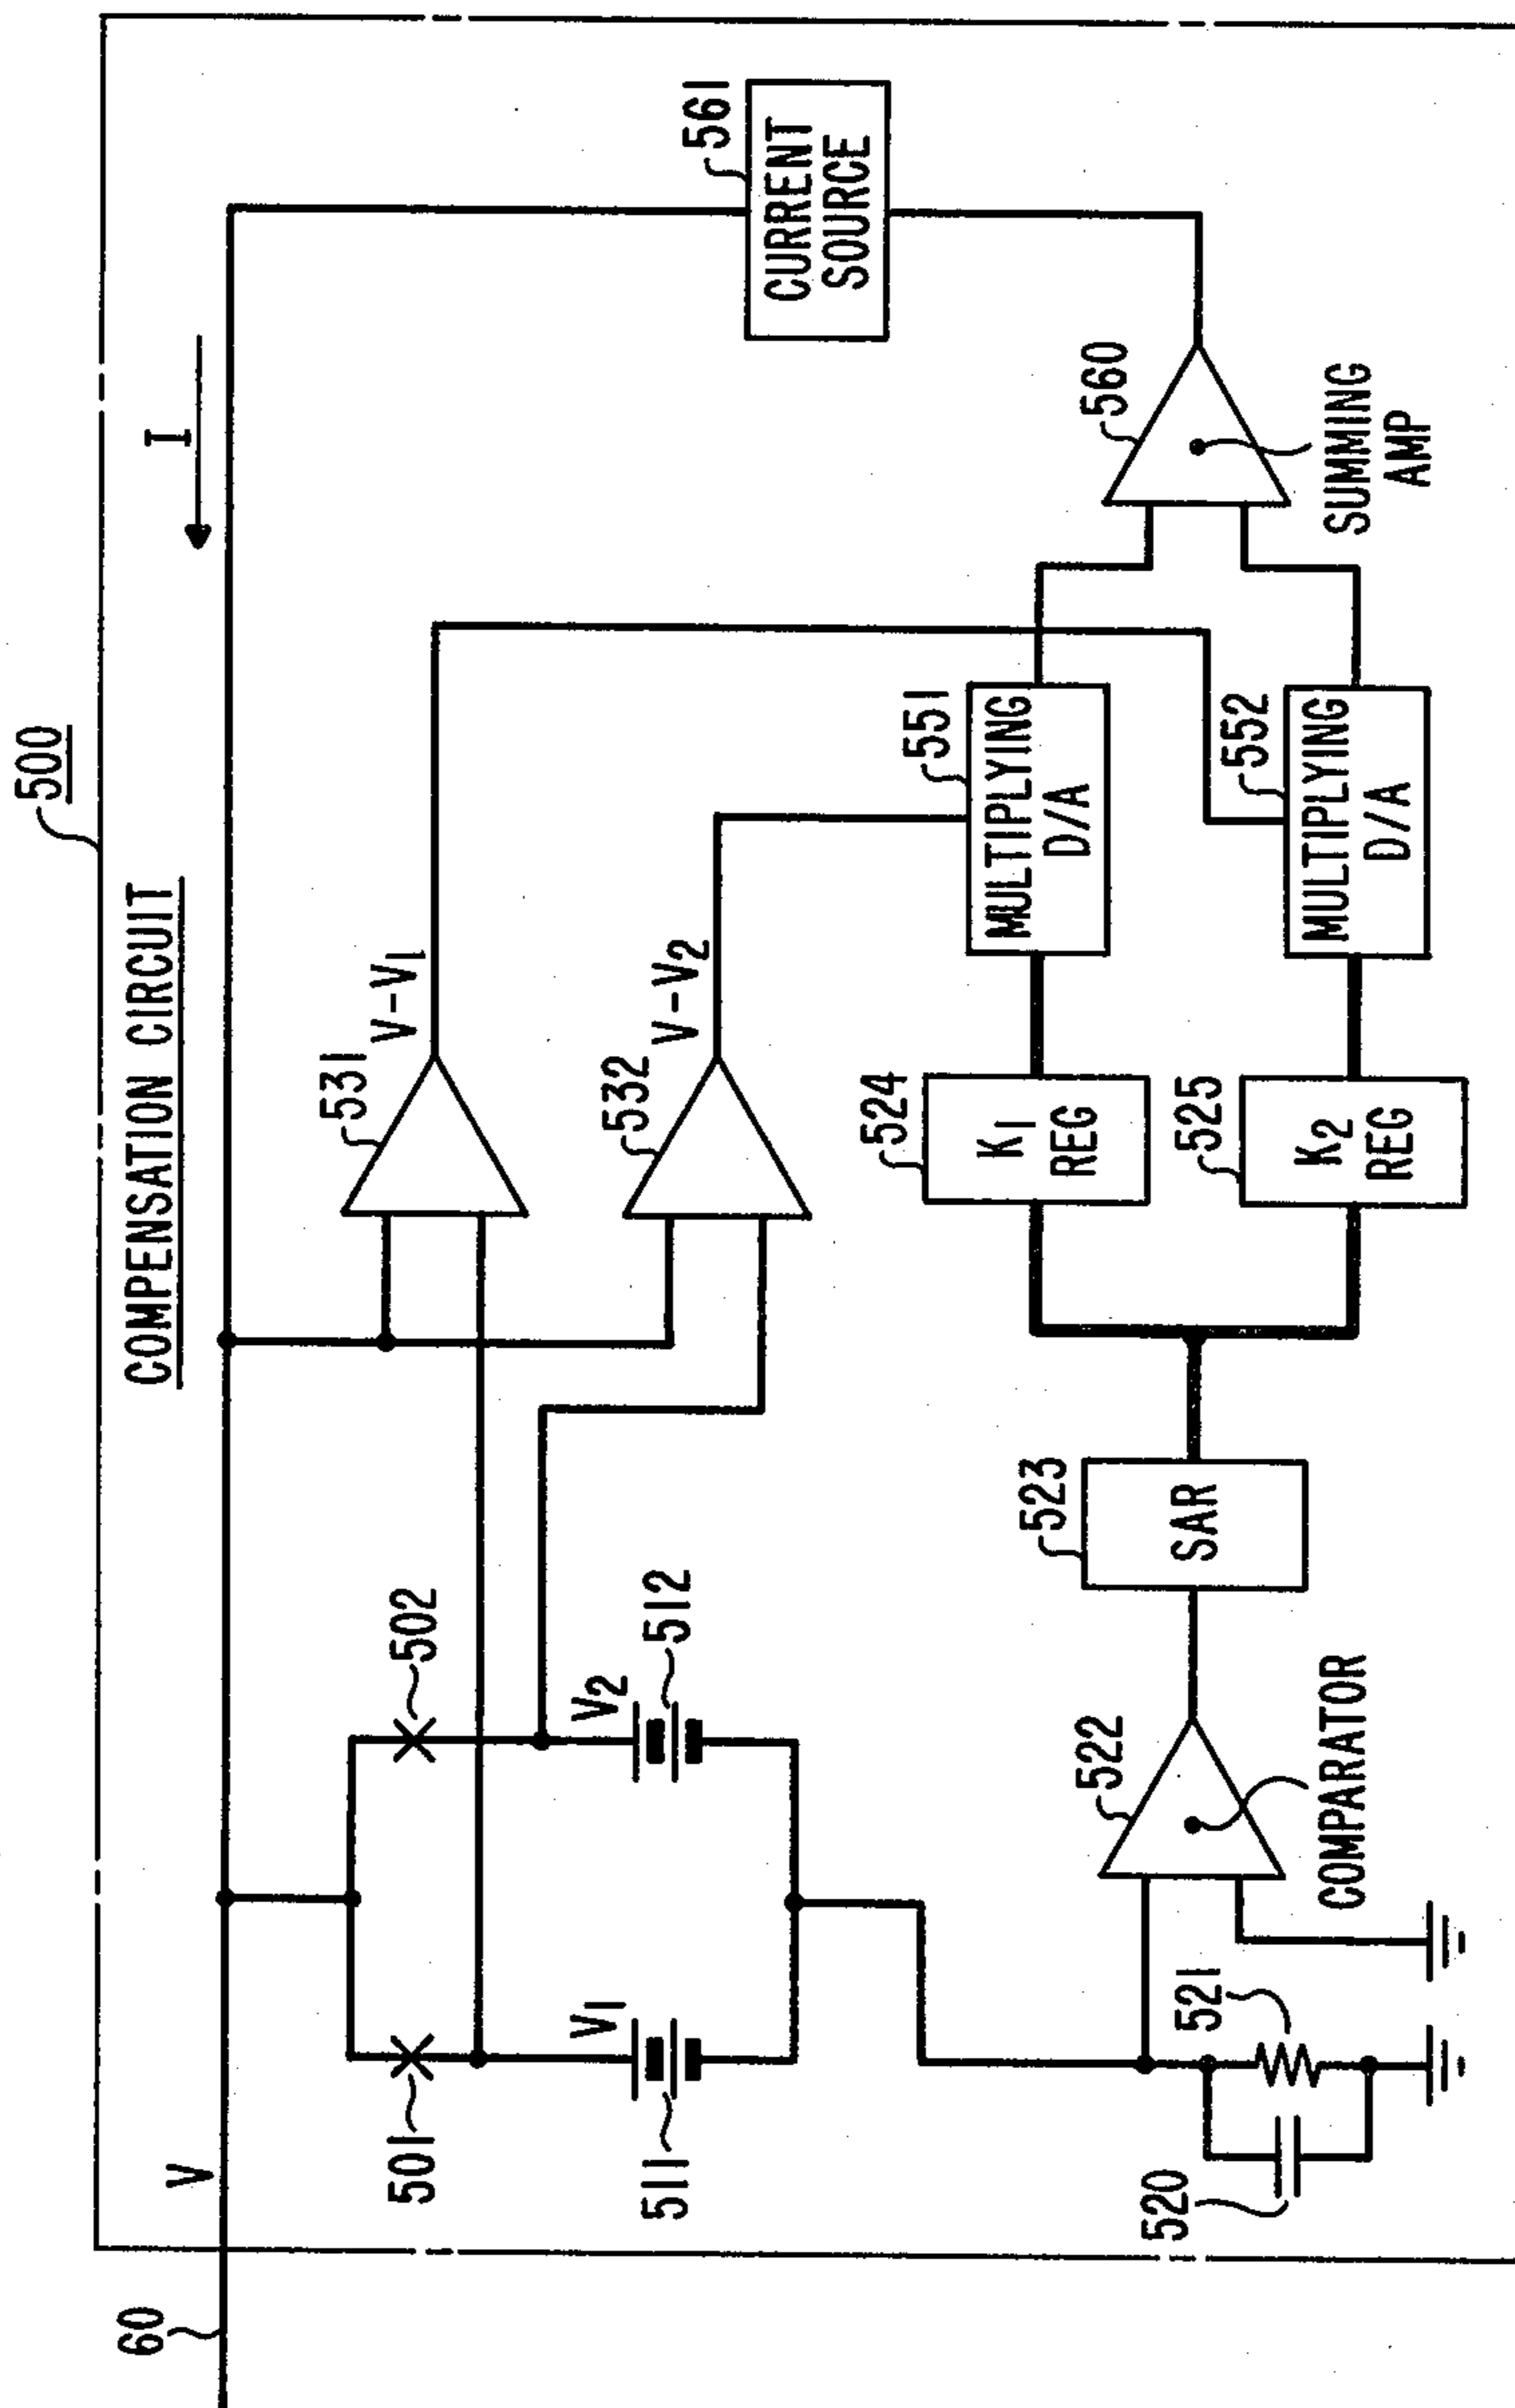 500
COMPENSATION CIRCUIT
60
V
I
501
502
V1
V2
511
512
531
V-V1
532
V-V2
561
CURRENT
SOURCE
520
521
522
COMPARATOR
523
SAR
524
K1
REG
525
K2
REG
551
MULTIPLYING
D/A
552
MULTIPLYING
D/A
560
SUMMING
AMP